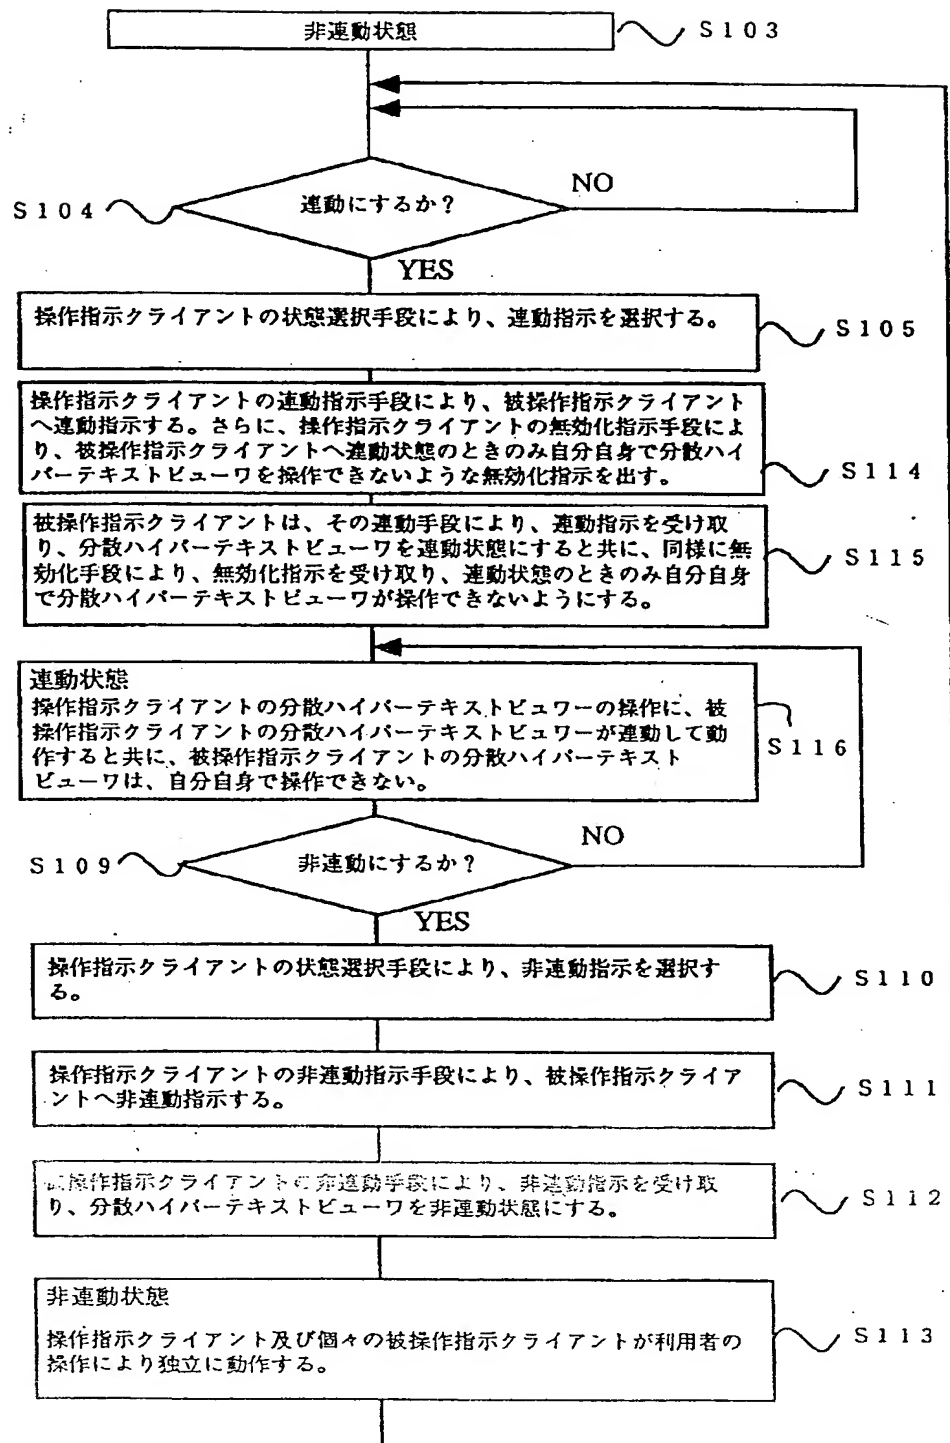 非連動状態
S103
連動にするか？
NO
S104
YES
操作指示クライアントの状態選択手段により、連動指示を選択する。
S105
操作指示クライアントの連動指示手段により、被操作指示クライアント
へ連動指示する。さらに、操作指示クライアントの無効化指示手段によ
り、被操作指示クライアントへ連動状態のときのみ自分自身で分散ハイ
パーテキストビューワを操作できないような無効化指示を出す。
S114
被操作指示クライアントは、その連動手段により、連動指示を受け取
り、分散ハイパーテキストビューワを連動状態にすると共に、同様に無
効化手段により、無効化指示を受け取り、連動状態のときのみ自分自身
で分散ハイパーテキストビューワが操作できないようにする。
S115
連動状態
操作指示クライアントの分散ハイパーテキストビュワーの操作に、被
操作指示クライアントの分散ハイパーテキストビュワーが連動して動
作すると共に、被操作指示クライアントの分散ハイパーテキスト
ビューワは、自分自身で操作できない。
S116
非連動にするか？
NO
S109
YES
操作指示クライアントの状態選択手段により、非連動指示を選択す
る。
S110
操作指示クライアントの非連動指示手段により、被操作指示クライア
ントへ非連動指示する。
S111
被操作指示クライアントの非連動手段により、非連動指示を受け取
り、分散ハイパーテキストビューワを非連動状態にする。
S112
非連動状態
操作指示クライアント及び個々の被操作指示クライアントが利用者の
操作により独立に動作する。
S113